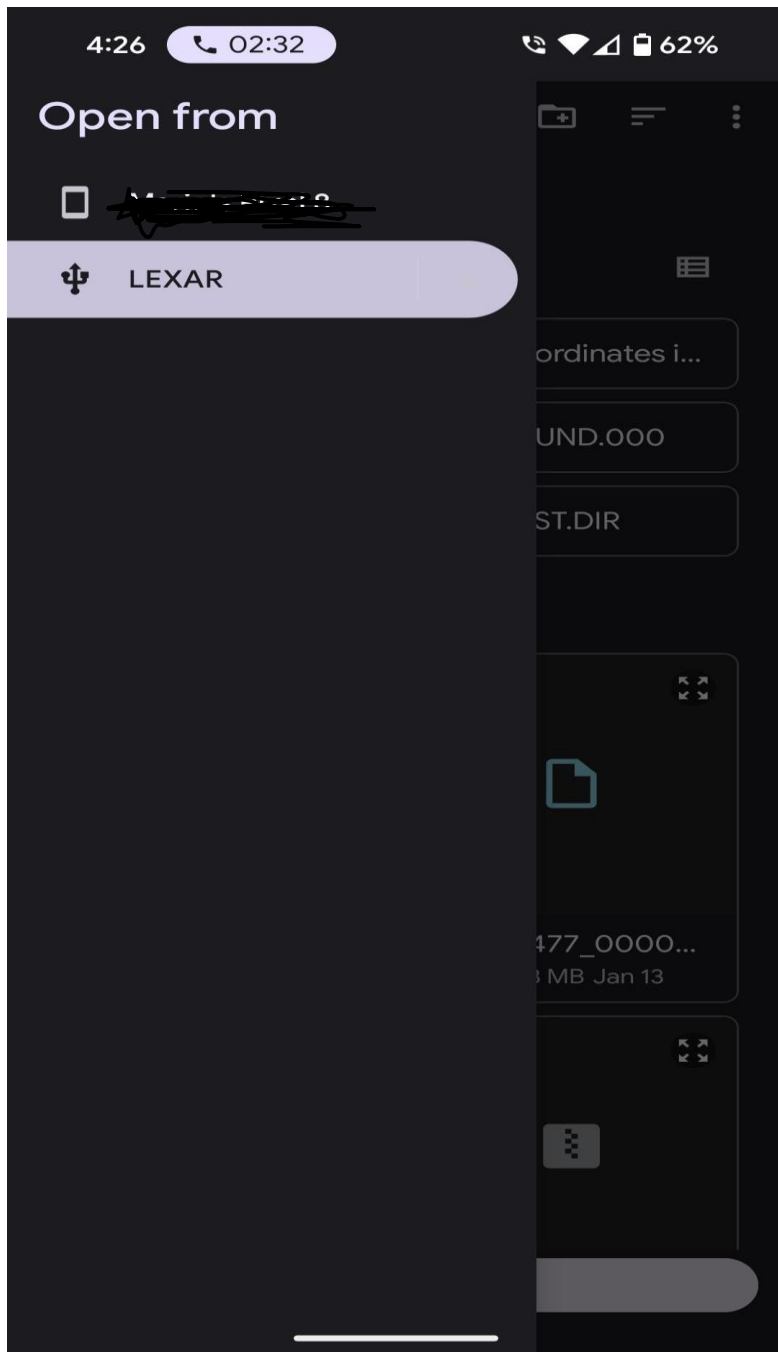 4:26 02:32 62%
Open from
LEXAR
ordinates i...
UND.000
ST.DIR
477_0000...
MB Jan 13